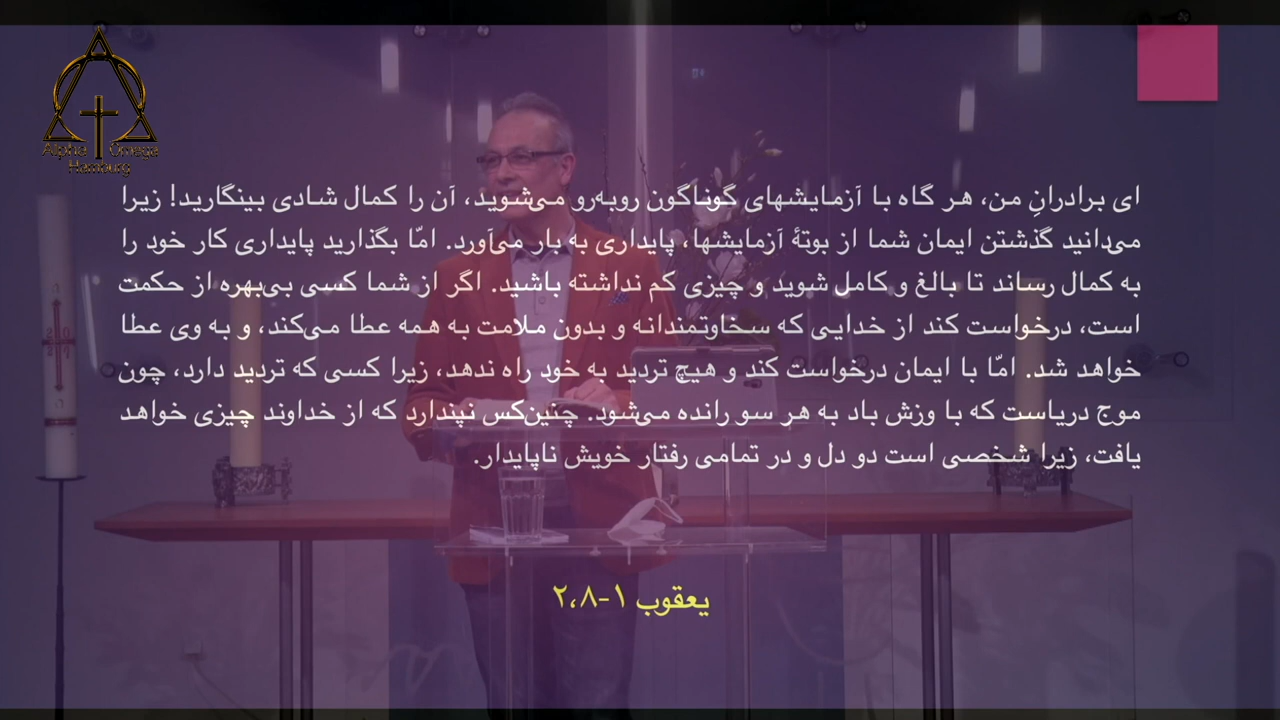 Alpha Omega
Hamburg
ای برادرانِ من، هر گاه با آزمایشهای گوناگون روبه‌رو می‌شوید، آن را کمال شادی بینگارید! زیرا
می‌دانید گذشتن ایمان شما از بوتهٔ آزمایشها، پایداری به بار می‌آورد. امّا بگذارید پایداری کار خود را
به کمال رساند تا بالغ و کامل شوید و چیزی کم نداشته باشید. اگر از شما کسی بی‌بهره از حکمت
است، درخواست کند از خدایی که سخاوتمندانه و بدون ملامت به همه عطا می‌کند، و به وی عطا
خواهد شد. امّا با ایمان درخواست کند و هیچ تردید به خود راه ندهد، زیرا کسی که تردید دارد، چون
موج دریاست که با وزش باد به هر سو رانده می‌شود. چنین‌کس نپندارد که از خداوند چیزی خواهد
یافت، زیرا شخصی است دو دل و در تمامی رفتار خویش ناپایدار.
یعقوب ۱-۲،۸